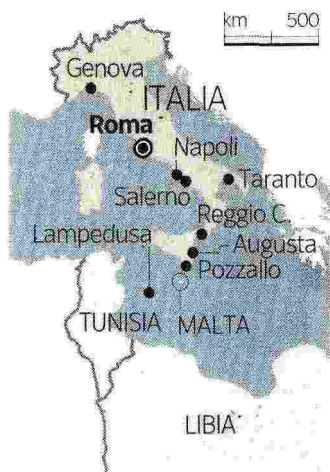 km 500
Genova
ITALIA
Roma
Napoli
Salerno
Taranto
Reggio C.
Lampedusa
Augusta
Pozzallo
TUNISIA
MALTA
LIBIA